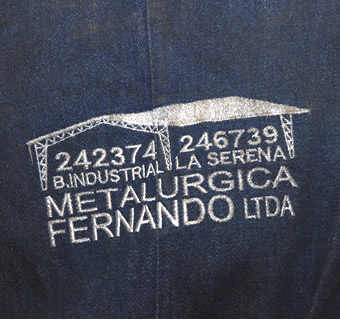 242374 246739
B.INDUSTRIAL LA SERENA
METALURGICA
FERNANDO LTDA